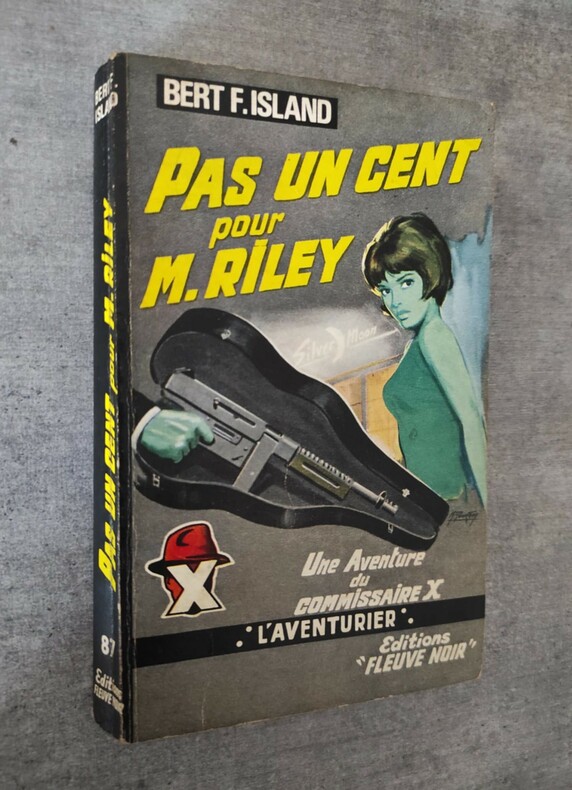 BERT F. ISLAND
PAS UN CENT
pour
M. RILEY
Silver Moon
X
Une Aventure
du
COMMISSAIRE X
L'AVENTURIER
Editions
"FLEUVE NOIR"
BERT F.
ISLAND
PAS UN CENT pour M. RILEY
87
Editions
FLEUVE NOIR